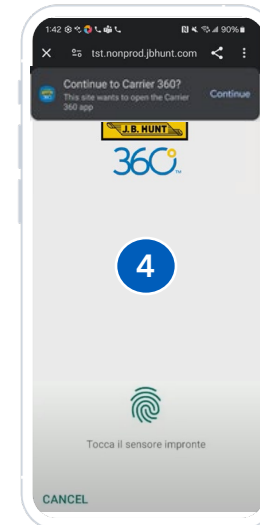 1:42
90%
tst.nonprod.jbhunt.com
Continue to Carrier 360?
This site wants to open the Carrier
360 app
Continue
J.B. HUNT
360
4
Tocca il sensore impronte
CANCEL